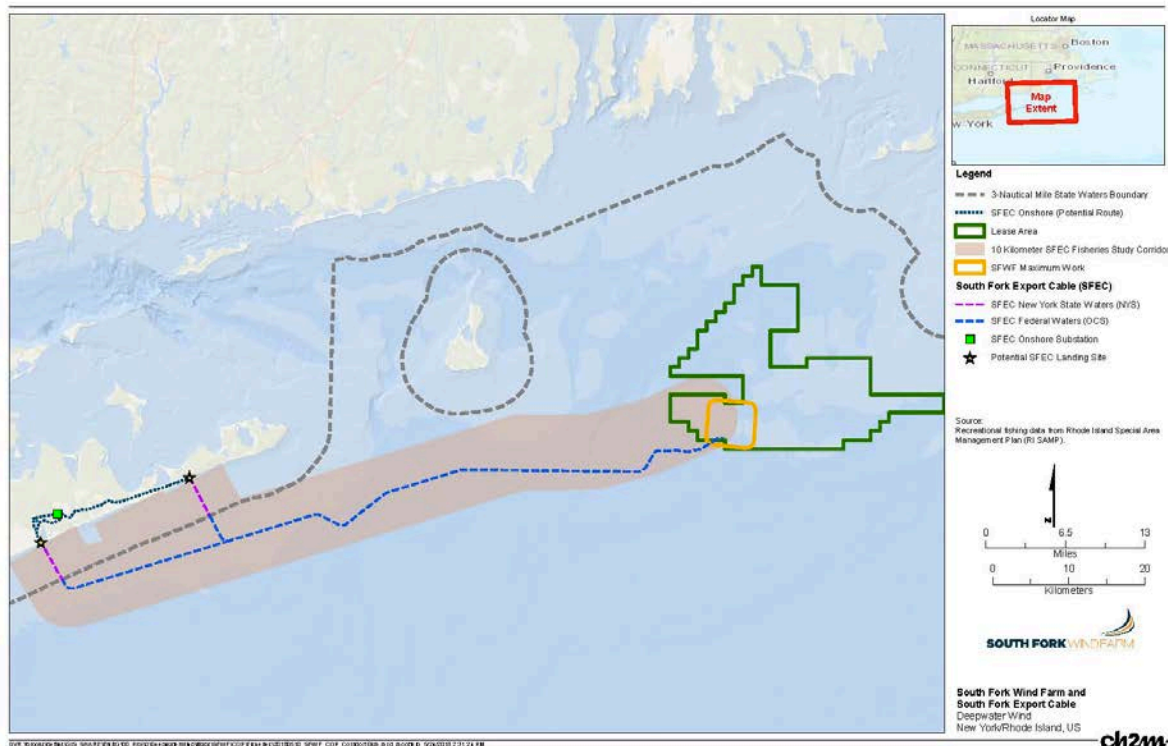 Locator Map
MASSACHUSETTS
Boston
CONNECTICUT
Providence
Hartford
Map
Extent
w York
Legend
3-Nautical Mile State Waters Boundary
SFEC Onshore (Potential Route)
Lease Area
10 Kilometer SFEC Fisheries Study Corridor
SFWF Maximum Work
South Fork Export Cable (SFEC)
SFEC New York State Waters (NYS)
SFEC Federal Waters (OCS)
SFEC Onshore Substation
Potential SFEC Landing Site
Source:
Recreational fishing data from Rhode Island Special Area
Management Plan (RI SAMP).
N
0 6.5 13
Miles
0 10 20
Kilometers
SOUTH FORK WINDFARM
South Fork Wind Farm and
South Fork Export Cable
Deepwater Wind
New York/Rhode Island, US
ch2m